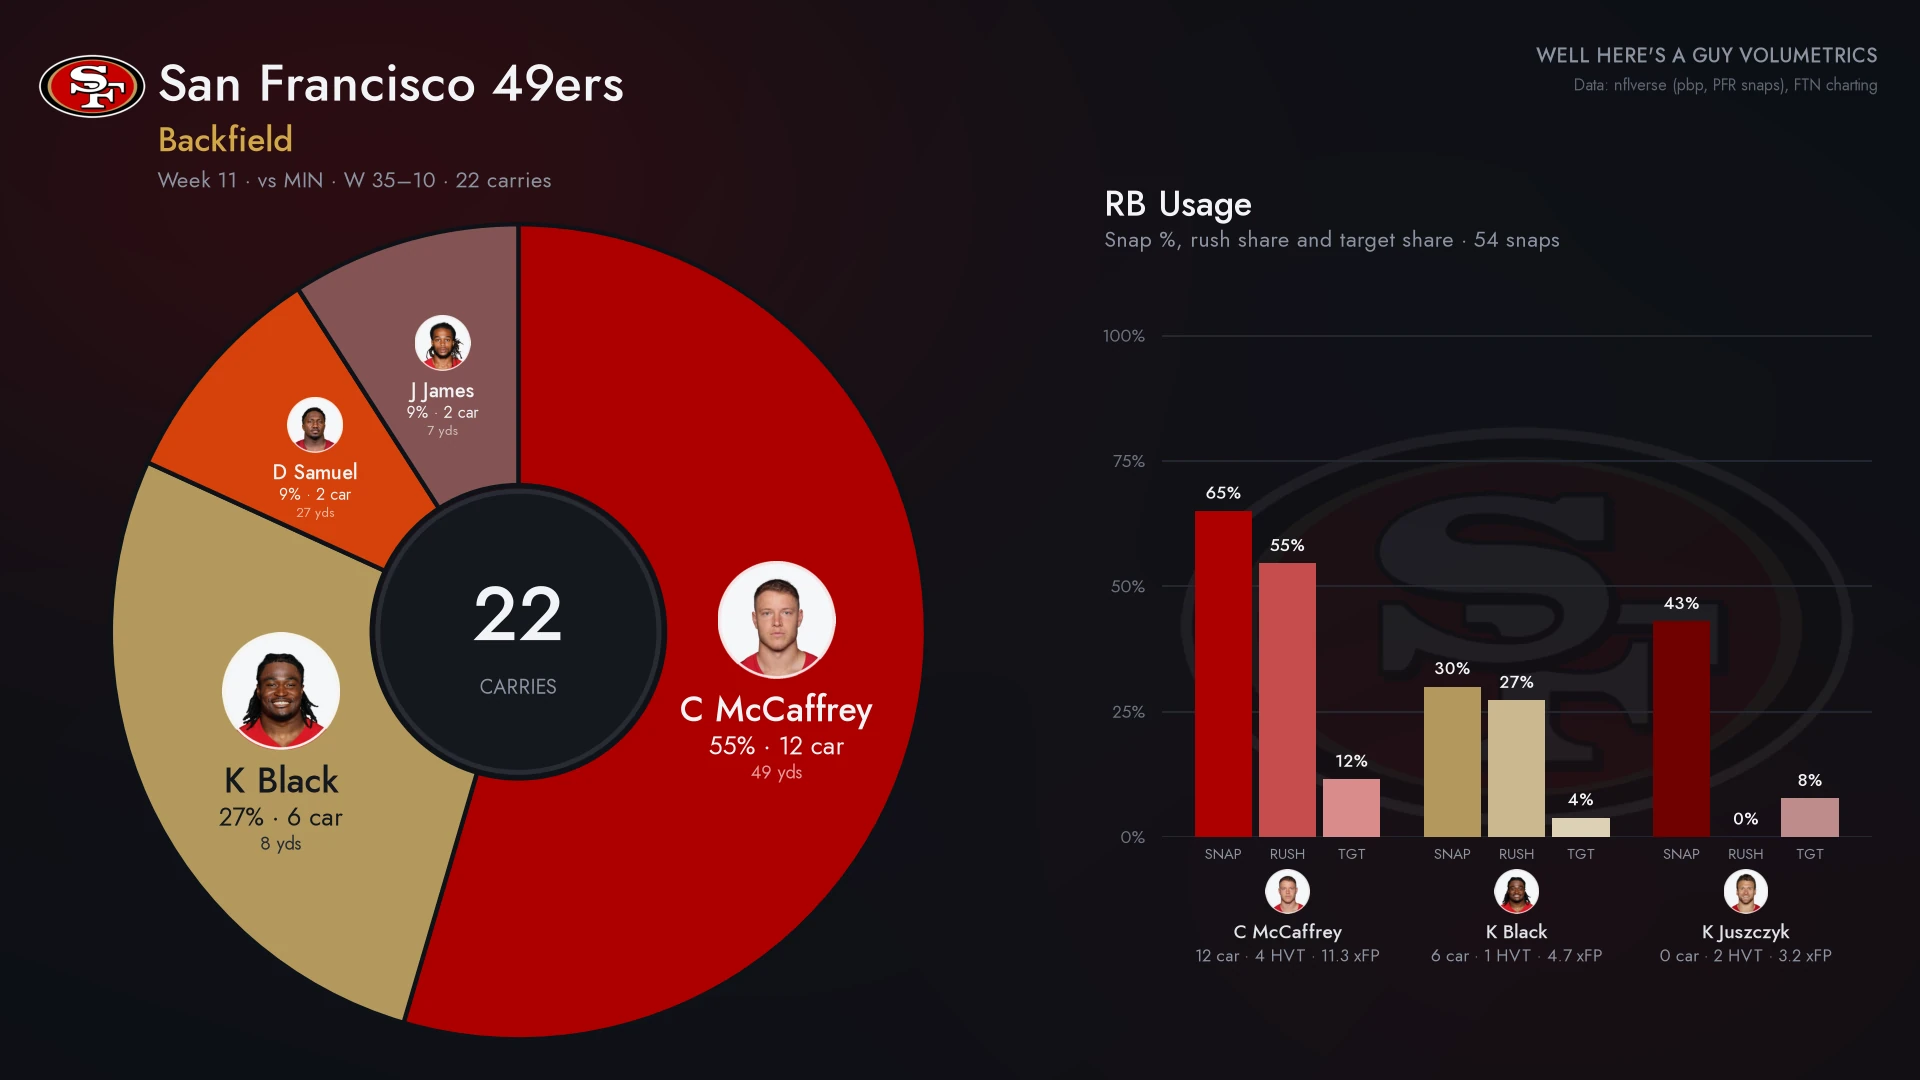 San Francisco 49ers
Backfield
Week 11 · vs MIN · W 35–10 · 22 carries
WELL HERE'S A GUY VOLUMETRICS
Data: nflverse (pbp, PFR snaps), FTN charting
J James
9% · 2 car
7 yds
D Samuel
9% · 2 car
27 yds
22
CARRIES
C McCaffrey
55% · 12 car
49 yds
K Black
27% · 6 car
8 yds
RB Usage
Snap %, rush share and target share · 54 snaps
100%
75%
50%
25%
0%
65%
55%
12%
30%
27%
4%
43%
0%
8%
SNAP RUSH TGT SNAP RUSH TGT SNAP RUSH TGT
C McCaffrey
12 car · 4 HVT · 11.3 xFP
K Black
6 car · 1 HVT · 4.7 xFP
K Juszczyk
0 car · 2 HVT · 3.2 xFP
SF
SF